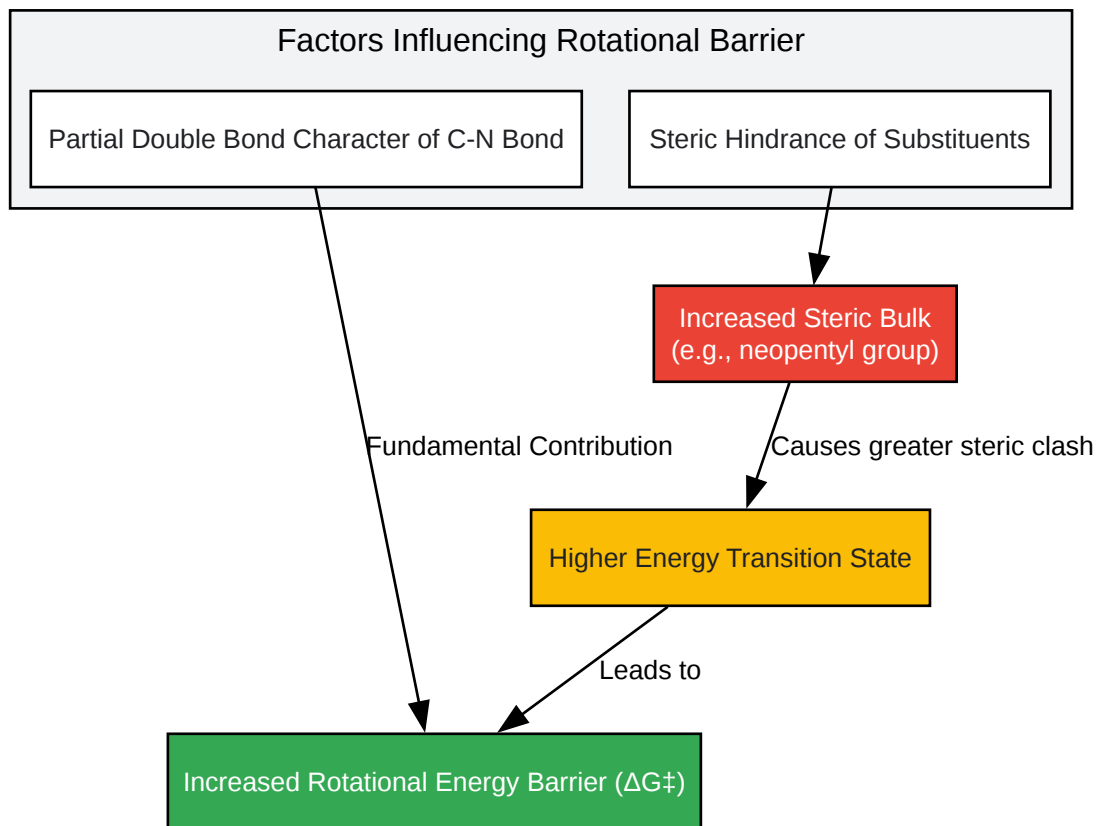 Factors Influencing Rotational Barrier
Partial Double Bond Character of C-N Bond
Steric Hindrance of Substituents
Increased Steric Bulk
(e.g., neopentyl group)
Fundamental Contribution
Causes greater steric clash
Higher Energy Transition State
Leads to
Increased Rotational Energy Barrier (ΔG‡)